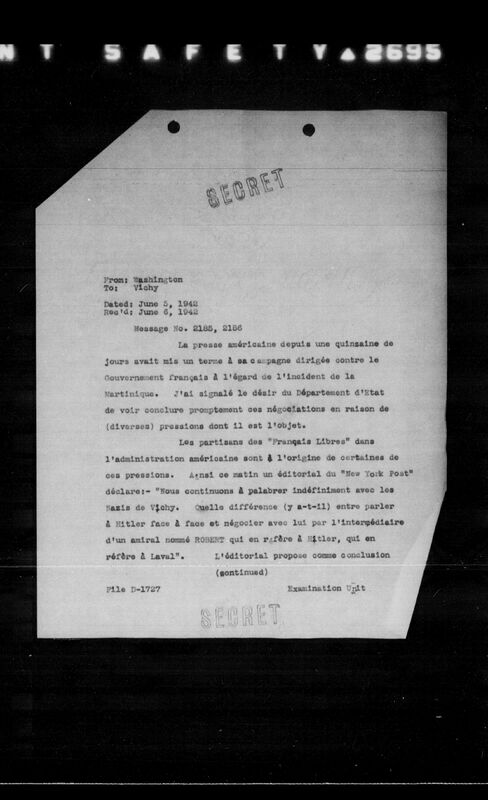 NT SAFETY▲2695
SECRET
From: Washington
To: Vichy
Dated: June 5, 1942
Rec'd: June 6, 1942
Message No. 2185, 2186
La presse américaine depuis une quinzaine de
jours avait mis un terme à sa campagne dirigée contre le
Gouvernement français à l'égard de l'incident de la
Martinique. J'ai signalé le désir du Département d'Etat
de voir conclure promptement ces négociations en raison de
(diverses) pressions dont il est l'objet.
Les partisans des "Français Libres" dans
l'administration américaine sont à l'origine de certaines de
ces pressions. Ainsi ce matin un éditorial du "New York Post"
déclare:- "Nous continuons à palabrer indéfiniment avec les
Nazis de Vichy. Quelle différence (y a-t-il) entre parler
à Hitler face à face et négocier avec lui par l'intermédiaire
d'un amiral nommé ROBERT qui en réfère à Hitler, qui en
réfère à Laval". L'éditorial propose comme conclusion
(continued)
File D-1727 Examination Unit
SECRET